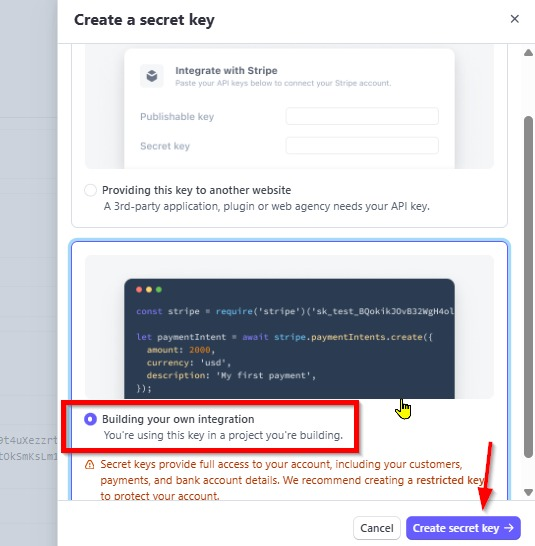 Create a secret key
Integrate with Stripe
Paste your API keys below to connect your Stripe account.
Publishable key
Secret key
Providing this key to another website
A 3rd-party application, plugin or web agency needs your API key.
const stripe = require('stripe')('sk_test_BQokikJOvB32WgH4ol
let paymentIntent = await stripe.paymentIntents.create({
amount: 2000,
currency: 'usd',
description: 'My first payment',
});
Building your own integration
You're using this key in a project you're building.
Secret keys provide full access to your account, including your customers,
payments, and bank account details. We recommend creating a restricted key
to protect your account.
Cancel
Create secret key →